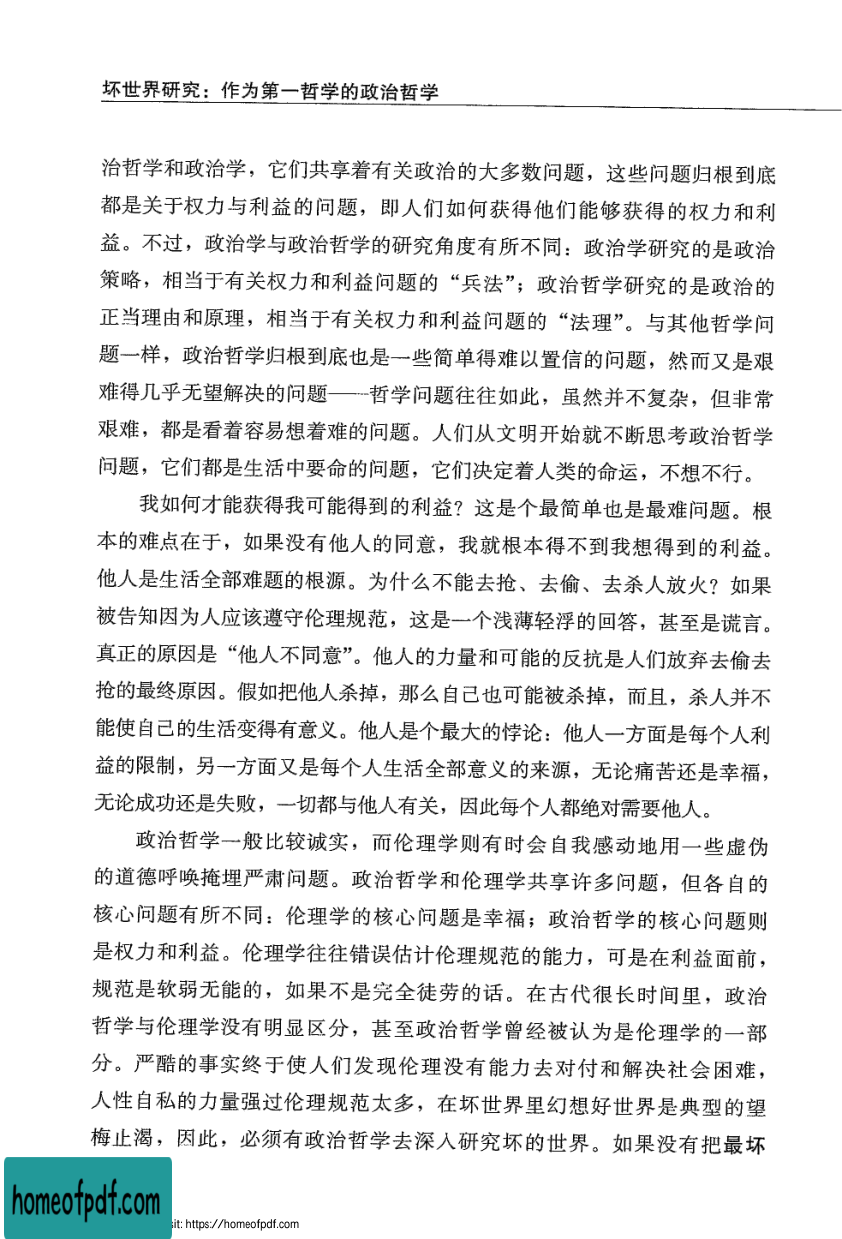 坏世界研究：作为第一哲学的政治哲学
治哲学和政治学，它们共享着有关政治的大多数问题，这些问题归根到底
都是关于权力与利益的问题，即人们如何获得他们能够获得的权力和利
益。不过，政治学与政治哲学的研究角度有所不同：政治学研究的是政治
策略，相当于有关权力和利益问题的“兵法”；政治哲学研究的是政治的
正当理由和原理，相当于有关权力和利益问题的“法理”。与其他哲学问
题一样，政治哲学归根到底也是一些简单得难以置信的问题，然而又是艰
难得几乎无望解决的问题——哲学问题往往如此，虽然并不复杂，但非常
艰难，都是看着容易想着难的问题。人们从文明开始就不断思考政治哲学
问题，它们都是生活中要命的问题，它们决定着人类的命运，不想不行。
我如何才能获得我可能得到的利益？这是个最简单也是最难问题。根
本的难点在于，如果没有他人的同意，我就根本得不到我想得到的利益。
他人是生活全部难题的根源。为什么不能去抢、去偷、去杀人放火？如果
被告知因为人应该遵守伦理规范，这是一个浅薄轻浮的回答，甚至是谎言。
真正的原因是“他人不同意”。他人的力量和可能的反抗是人们放弃去偷去
抢的最终原因。假如把他人杀掉，那么自己也可能被杀掉，而且，杀人并不
能使自己的生活变得有意义。他人是个最大的悖论：他人一方面是每个人利
益的限制，另一方面又是每个人生活全部意义的来源，无论痛苦还是幸福，
无论成功还是失败，一切都与他人有关，因此每个人都绝对需要他人。
政治哲学一般比较诚实，而伦理学则有时会自我感动地用一些虚伪
的道德呼唤掩埋严肃问题。政治哲学和伦理学共享许多问题，但各自的
核心问题有所不同：伦理学的核心问题是幸福；政治哲学的核心问题则
是权力和利益。伦理学往往错误估计伦理规范的能力，可是在利益面前，
规范是软弱无能的，如果不是完全徒劳的话。在古代很长时间里，政治
哲学与伦理学没有明显区分，甚至政治哲学曾经被认为是伦理学的一部
分。严酷的事实终于使人们发现伦理没有能力去对付和解决社会困难，
人性自私的力量强过伦理规范太多，在坏世界里幻想好世界是典型的望
梅止渴，因此，必须有政治哲学去深入研究坏的世界。如果没有把最坏
homeofpdf.com
sit: https://homeofpdf.com